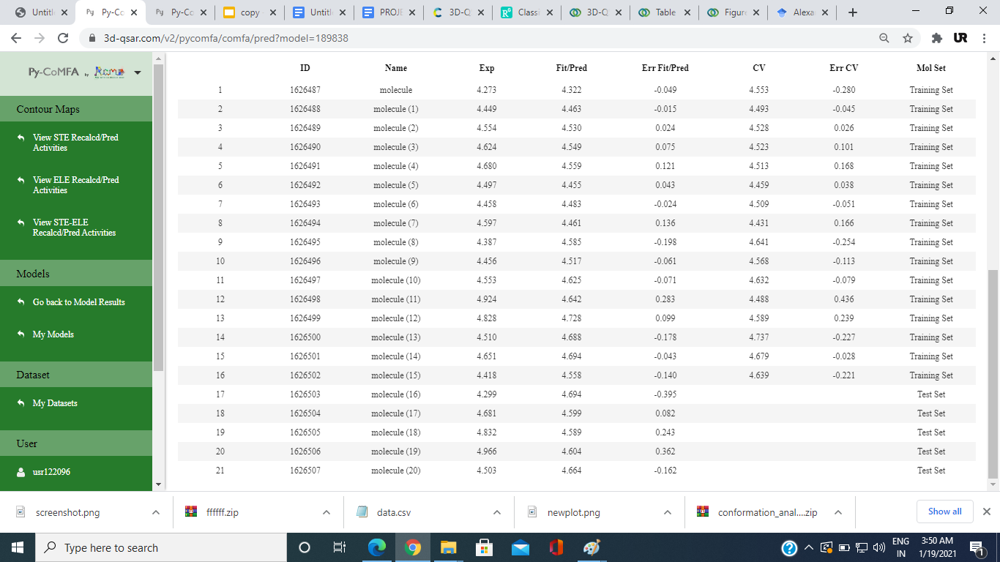 Untitl Py-Co Py-Co copy Untitl PROJE 3D-Q Classi 3D-Q Table Figur Alexa
3d-qsar.com/v2/pycomfa/comfa/pred?model=189838 UR
Py-CoMFA by
Contour Maps
View STE Recalcd/Pred
Activities
View ELE Recalcd/Pred
Activities
View STE-ELE
Recalcd/Pred Activities
Models
Go back to Model Results
My Models
Dataset
My Datasets
User
usr122096
ID Name Exp Fit/Pred Err Fit/Pred CV Err CV Mol Set
1 1626487 molecule 4.273 4.322 -0.049 4.553 -0.280 Training Set
2 1626488 molecule (1) 4.449 4.463 -0.015 4.493 -0.045 Training Set
3 1626489 molecule (2) 4.554 4.530 0.024 4.528 0.026 Training Set
4 1626490 molecule (3) 4.624 4.549 0.075 4.523 0.101 Training Set
5 1626491 molecule (4) 4.680 4.559 0.121 4.513 0.168 Training Set
6 1626492 molecule (5) 4.497 4.455 0.043 4.459 0.038 Training Set
7 1626493 molecule (6) 4.458 4.483 -0.024 4.509 -0.051 Training Set
8 1626494 molecule (7) 4.597 4.461 0.136 4.431 0.166 Training Set
9 1626495 molecule (8) 4.387 4.585 -0.198 4.641 -0.254 Training Set
10 1626496 molecule (9) 4.456 4.517 -0.061 4.568 -0.113 Training Set
11 1626497 molecule (10) 4.553 4.625 -0.071 4.632 -0.079 Training Set
12 1626498 molecule (11) 4.924 4.642 0.283 4.488 0.436 Training Set
13 1626499 molecule (12) 4.828 4.728 0.099 4.589 0.239 Training Set
14 1626500 molecule (13) 4.510 4.688 -0.178 4.737 -0.227 Training Set
15 1626501 molecule (14) 4.651 4.694 -0.043 4.679 -0.028 Training Set
16 1626502 molecule (15) 4.418 4.558 -0.140 4.639 -0.221 Training Set
17 1626503 molecule (16) 4.299 4.694 -0.395 Test Set
18 1626504 molecule (17) 4.681 4.599 0.082 Test Set
19 1626505 molecule (18) 4.832 4.589 0.243 Test Set
20 1626506 molecule (19) 4.966 4.604 0.362 Test Set
21 1626507 molecule (20) 4.503 4.664 -0.162 Test Set
screenshot.png ffffff.zip data.csv newplot.png conformation_anal....zip Show all
Type here to search
ENG 3:50 AM
IN 1/19/2021 1